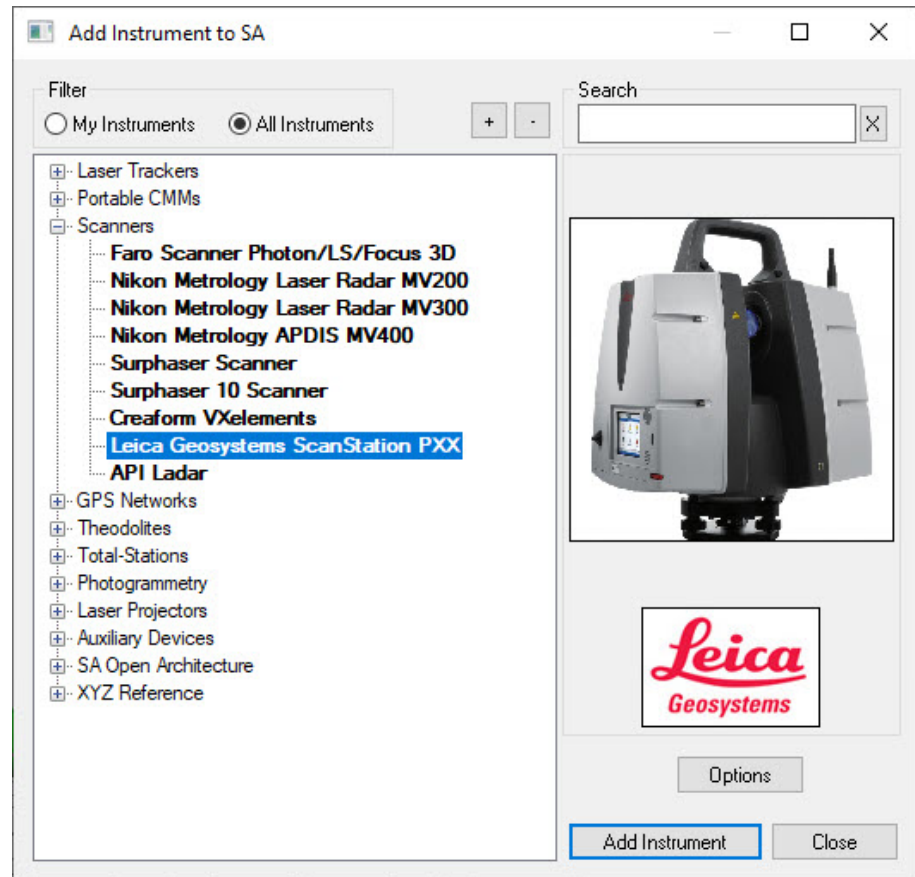 Add Instrument to SA
Filter
My Instruments
All Instruments
+
-
Search
X
Laser Trackers
Portable CMMs
Scanners
Faro Scanner Photon/LS/Focus 3D
Nikon Metrology Laser Radar MV200
Nikon Metrology Laser Radar MV300
Nikon Metrology APDIS MV400
Surphaser Scanner
Surphaser 10 Scanner
Creaform VXelements
Leica Geosystems ScanStation PXX
API Ladar
GPS Networks
Theodolites
Total-Stations
Photogrammetry
Laser Projectors
Auxiliary Devices
SA Open Architecture
XYZ Reference
Leica
Geosystems
Options
Add Instrument
Close